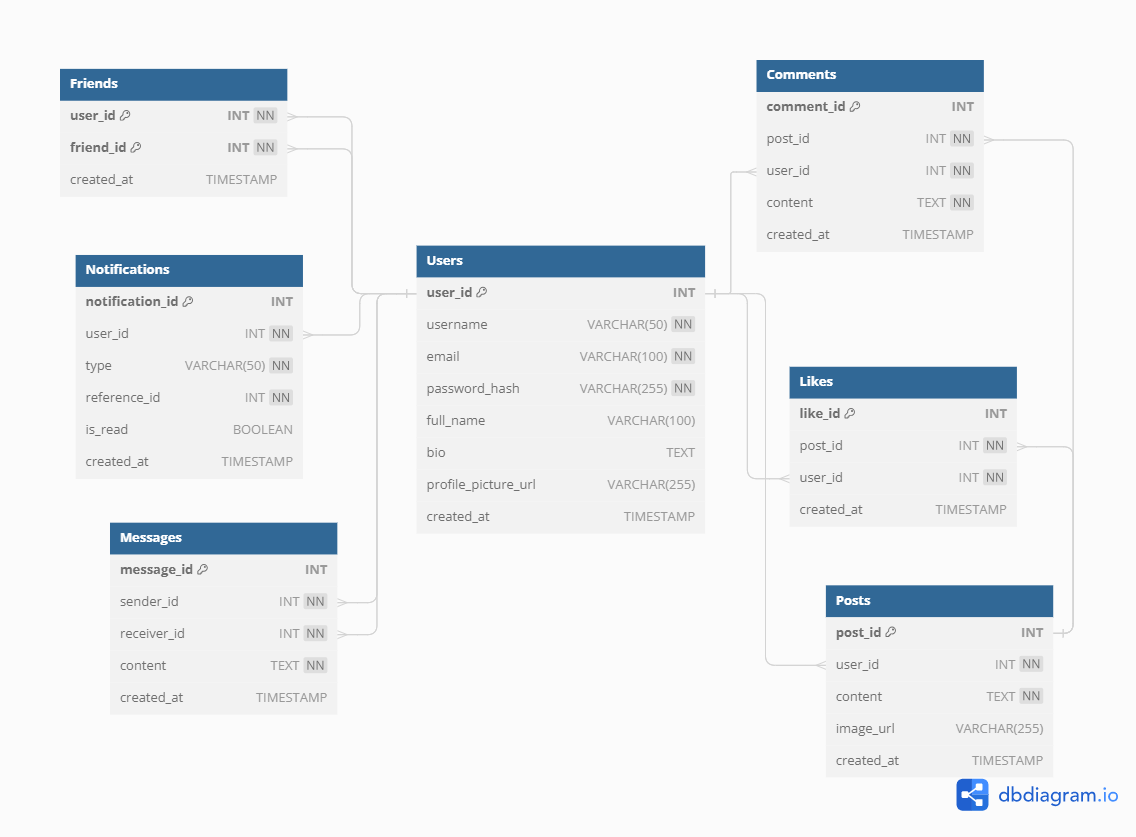 Friends
user_id INT NN
friend_id INT NN
created_at TIMESTAMP
Notifications
notification_id INT
user_id INT NN
type VARCHAR(50) NN
reference_id INT NN
is_read BOOLEAN
created_at TIMESTAMP
Messages
message_id INT
sender_id INT NN
receiver_id INT NN
content TEXT NN
created_at TIMESTAMP
Users
user_id INT
username VARCHAR(50) NN
email VARCHAR(100) NN
password_hash VARCHAR(255) NN
full_name VARCHAR(100)
bio TEXT
profile_picture_url VARCHAR(255)
created_at TIMESTAMP
Comments
comment_id INT
post_id INT NN
user_id INT NN
content TEXT NN
created_at TIMESTAMP
Likes
like_id INT
post_id INT NN
user_id INT NN
created_at TIMESTAMP
Posts
post_id INT
user_id INT NN
content TEXT NN
image_url VARCHAR(255)
created_at TIMESTAMP
dbdiagram.io